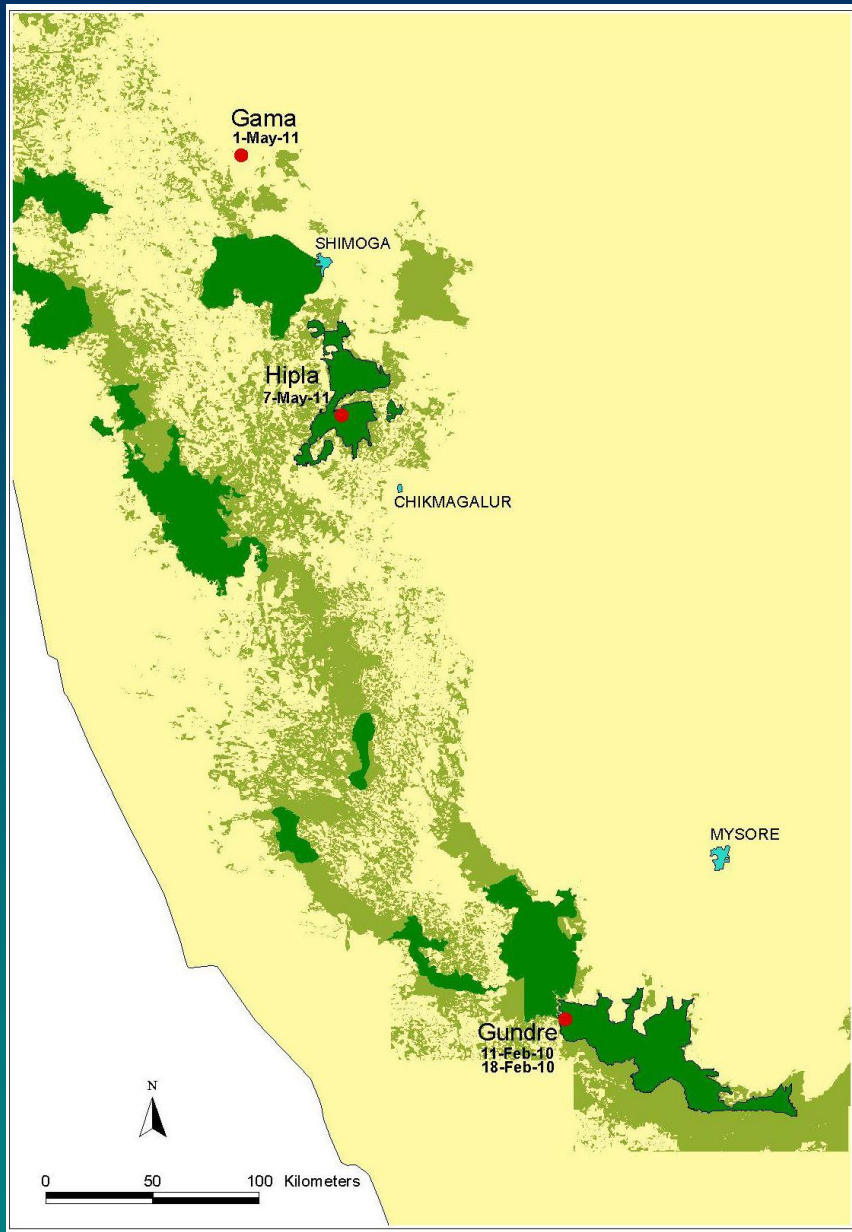 Gama
1-May-11
SHIMOGA
Hipla
7-May-11
CHIKMAGALUR
MYSORE
Gundre
11-Feb-10
18-Feb-10
N
0 50 100 Kilometers